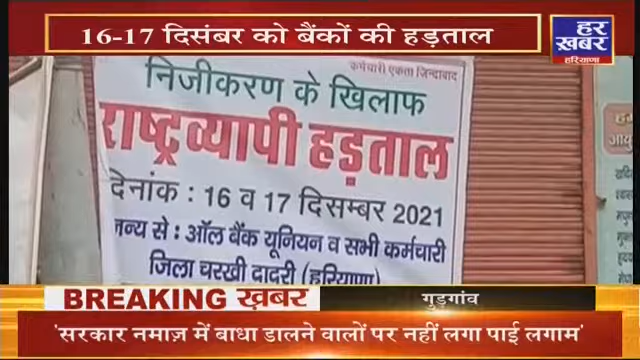 16-17 दिसंबर को बैंकों की हड़ताल
हर
ख़बर
हरियाणा
कर्मचारी एकता ज़िन्दाबाद
निजीकरण के खिलाफ
राष्ट्रव्यापी हड़ताल
दिनांक : 16 व 17 दिसम्बर 2021
जन्य से : ऑल बैंक यूनियन व सभी कर्मचारी
जिला चरखी दादरी (हरियाणा)
BREAKING ख़बर
गुड़गांव
'सरकार नमाज़ में बाधा डालने वालों पर नहीं लगा पाई लगाम'